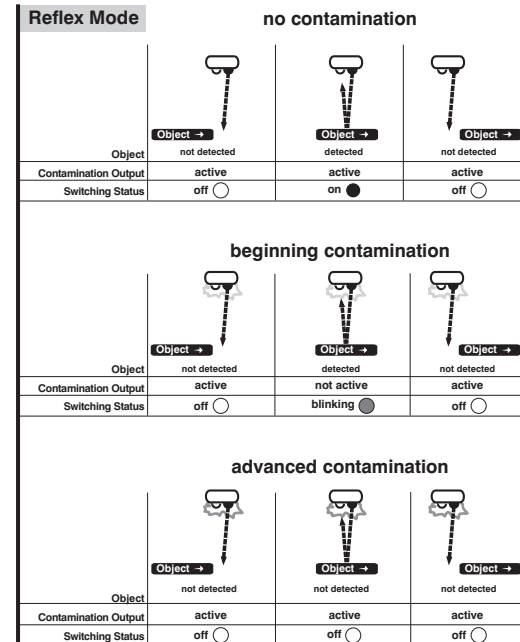 Reflex Mode
no contamination
Object → Object → Object →
Object not detected detected not detected
Contamination Output active active active
Switching Status off on off
beginning contamination
Object → Object → Object →
Object not detected detected not detected
Contamination Output active not active active
Switching Status off blinking off
advanced contamination
Object → Object → Object →
not detected not detected not detected
Object
Contamination Output active active active
Switching Status off off off